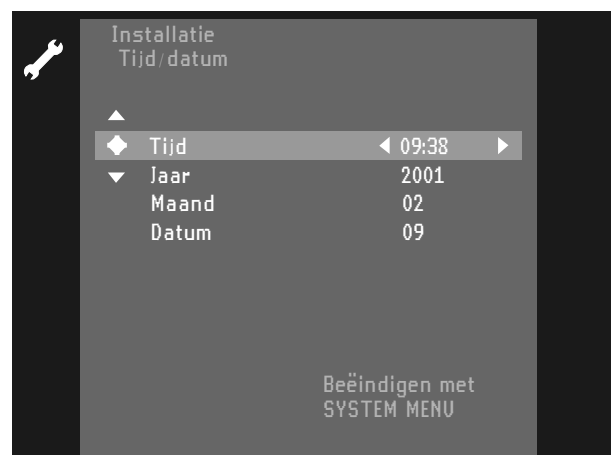 Installatie
Tijd/datum
Tijd 09:38
Jaar 2001
Maand 02
Datum 09
Beëindigen met
SYSTEM MENU